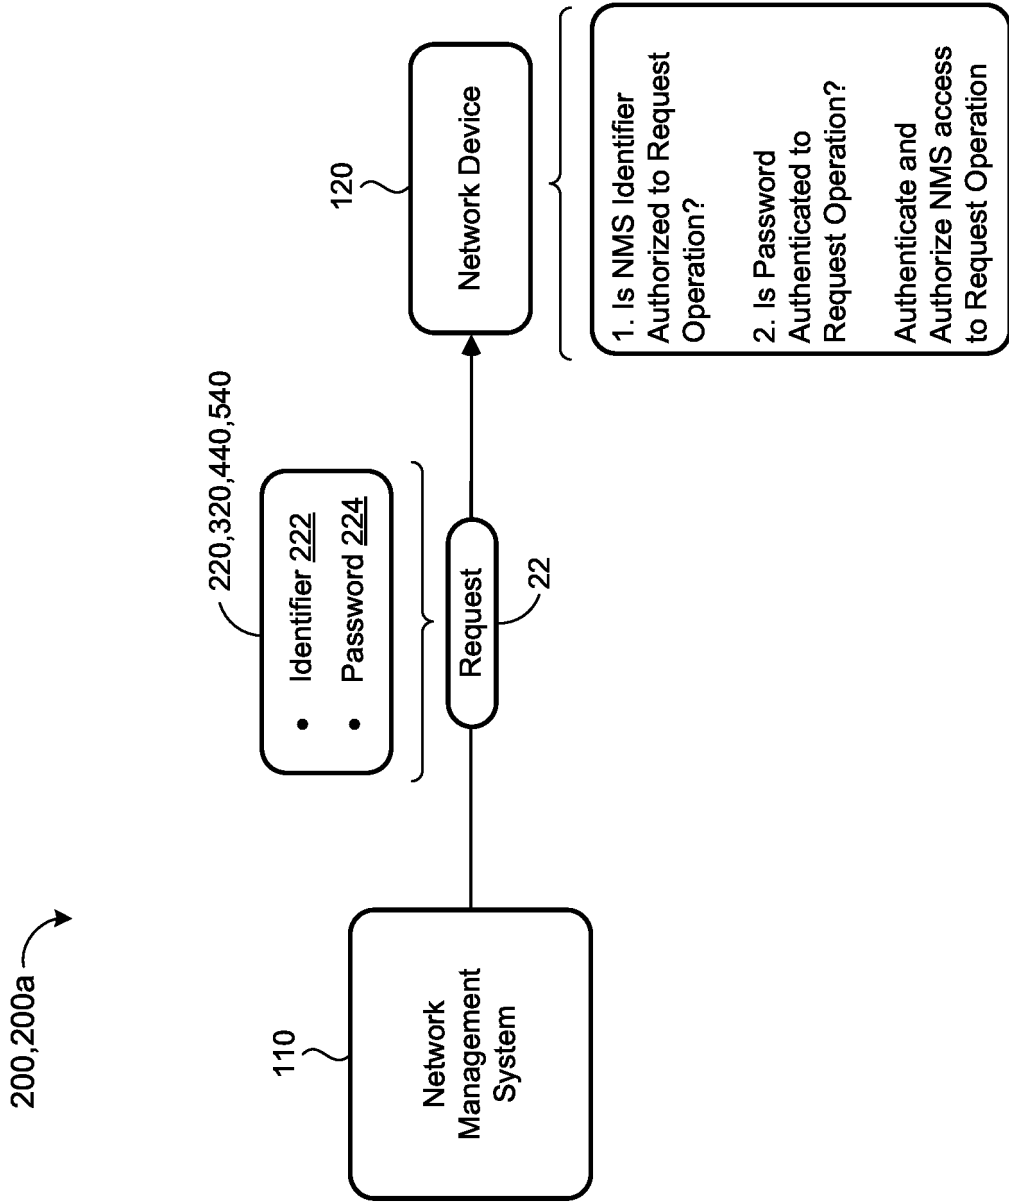 200,200a
110
Network
Management
System
220,320,440,540
• Identifier 222
• Password 224
Request
22
120
Network Device
1. Is NMS Identifier
Authorized to Request
Operation?
2. Is Password
Authenticated to
Request Operation?
Authenticate and
Authorize NMS access
to Request Operation